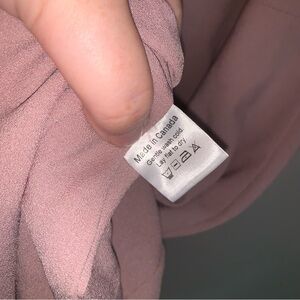 Made in Canada
Gentle wash cold.
Lay flat to dry.